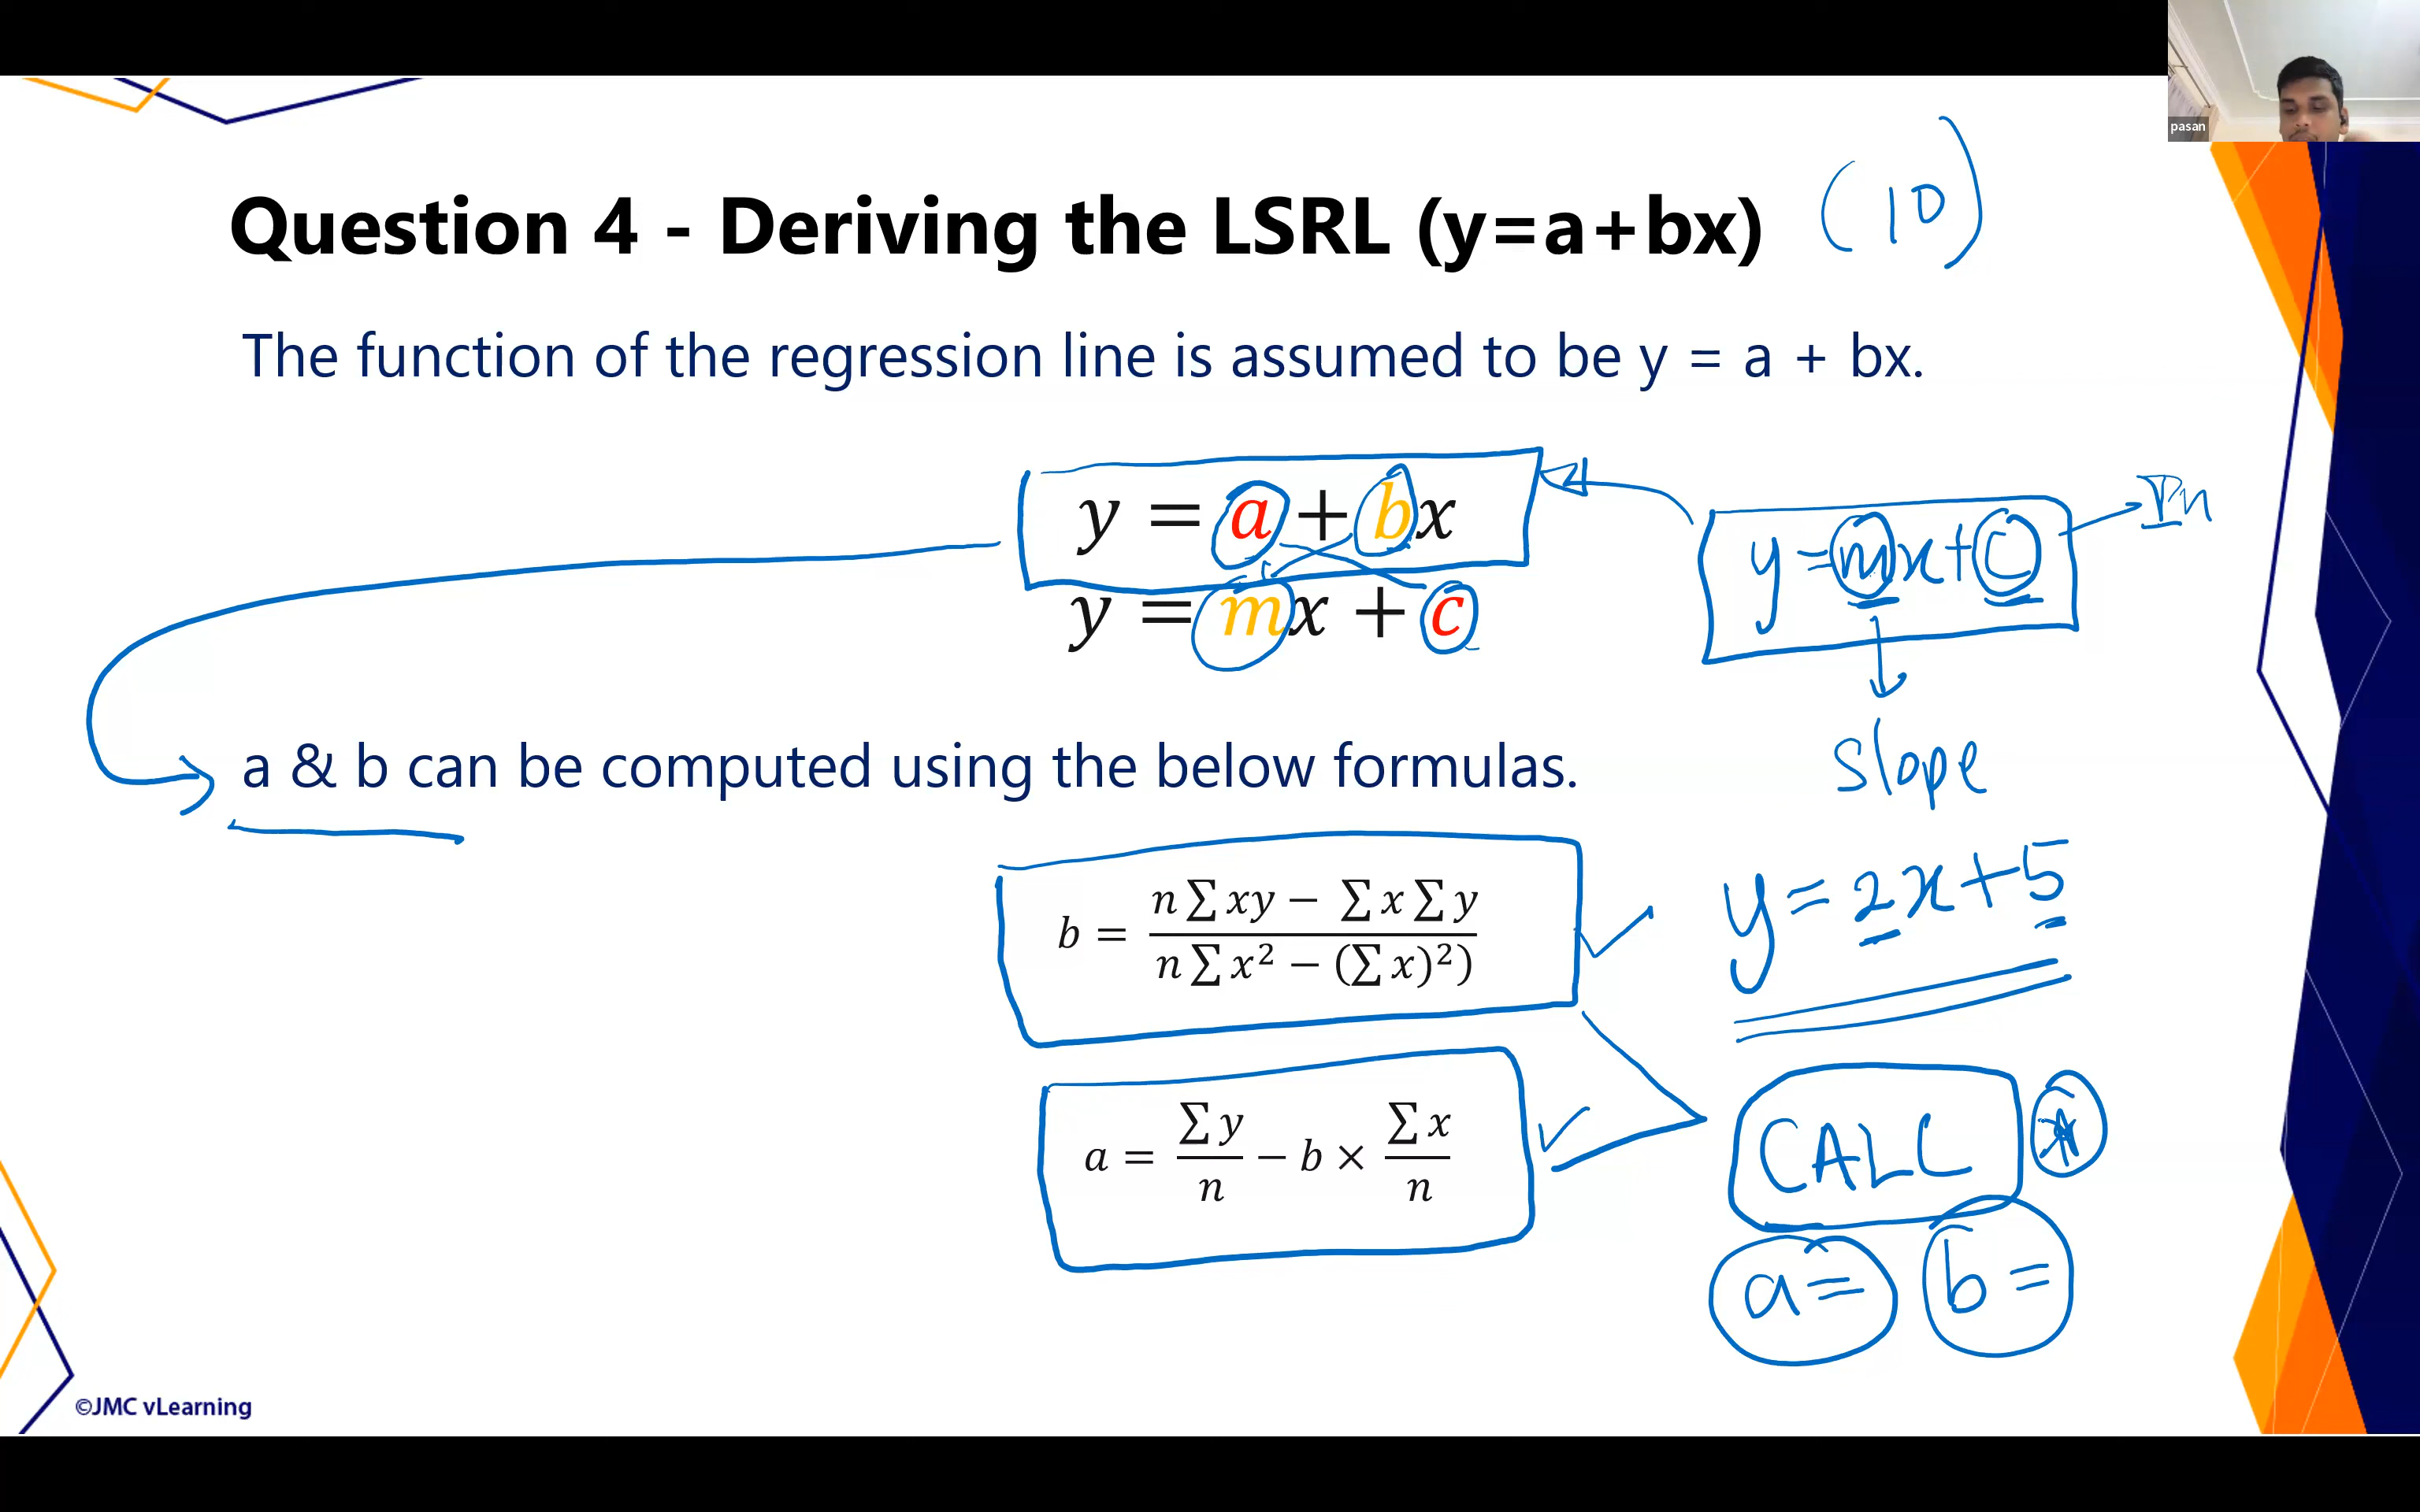 pasan
Question 4 - Deriving the LSRL (y=a+bx) (10)
The function of the regression line is assumed to be y = a + bx.
y = a + bx
y = mx + c
y = mx + c
slope
a & b can be computed using the below formulas.
b = (n∑xy − ∑x∑y) / (n∑x² − (∑x)²)
y = 2x + 5
a = ∑y/n − b × ∑x/n
CALC *
a = b =
©JMC vLearning